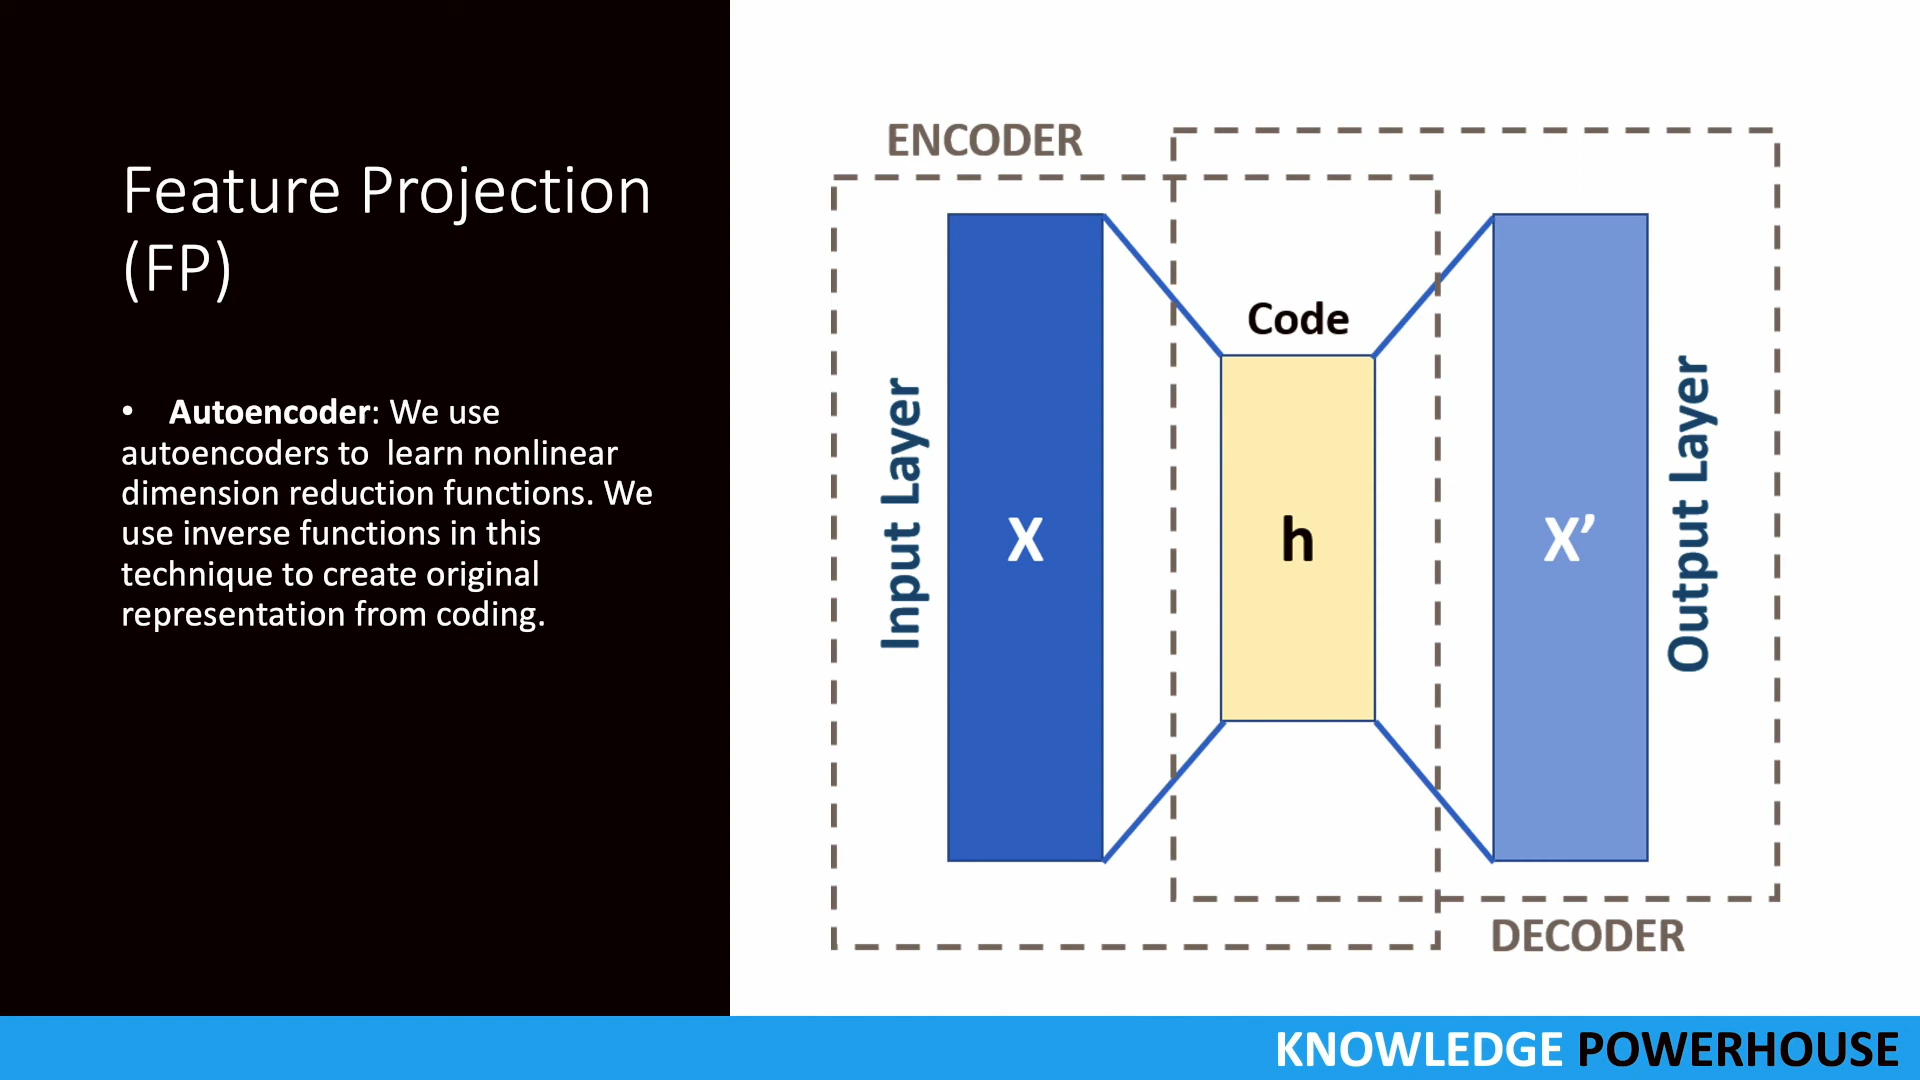 Feature Projection
(FP)
• Autoencoder: We use
autoencoders to learn nonlinear
dimension reduction functions. We
use inverse functions in this
technique to create original
representation from coding.
ENCODER
Code
Input Layer
X
h
X’
Output Layer
DECODER
KNOWLEDGE POWERHOUSE